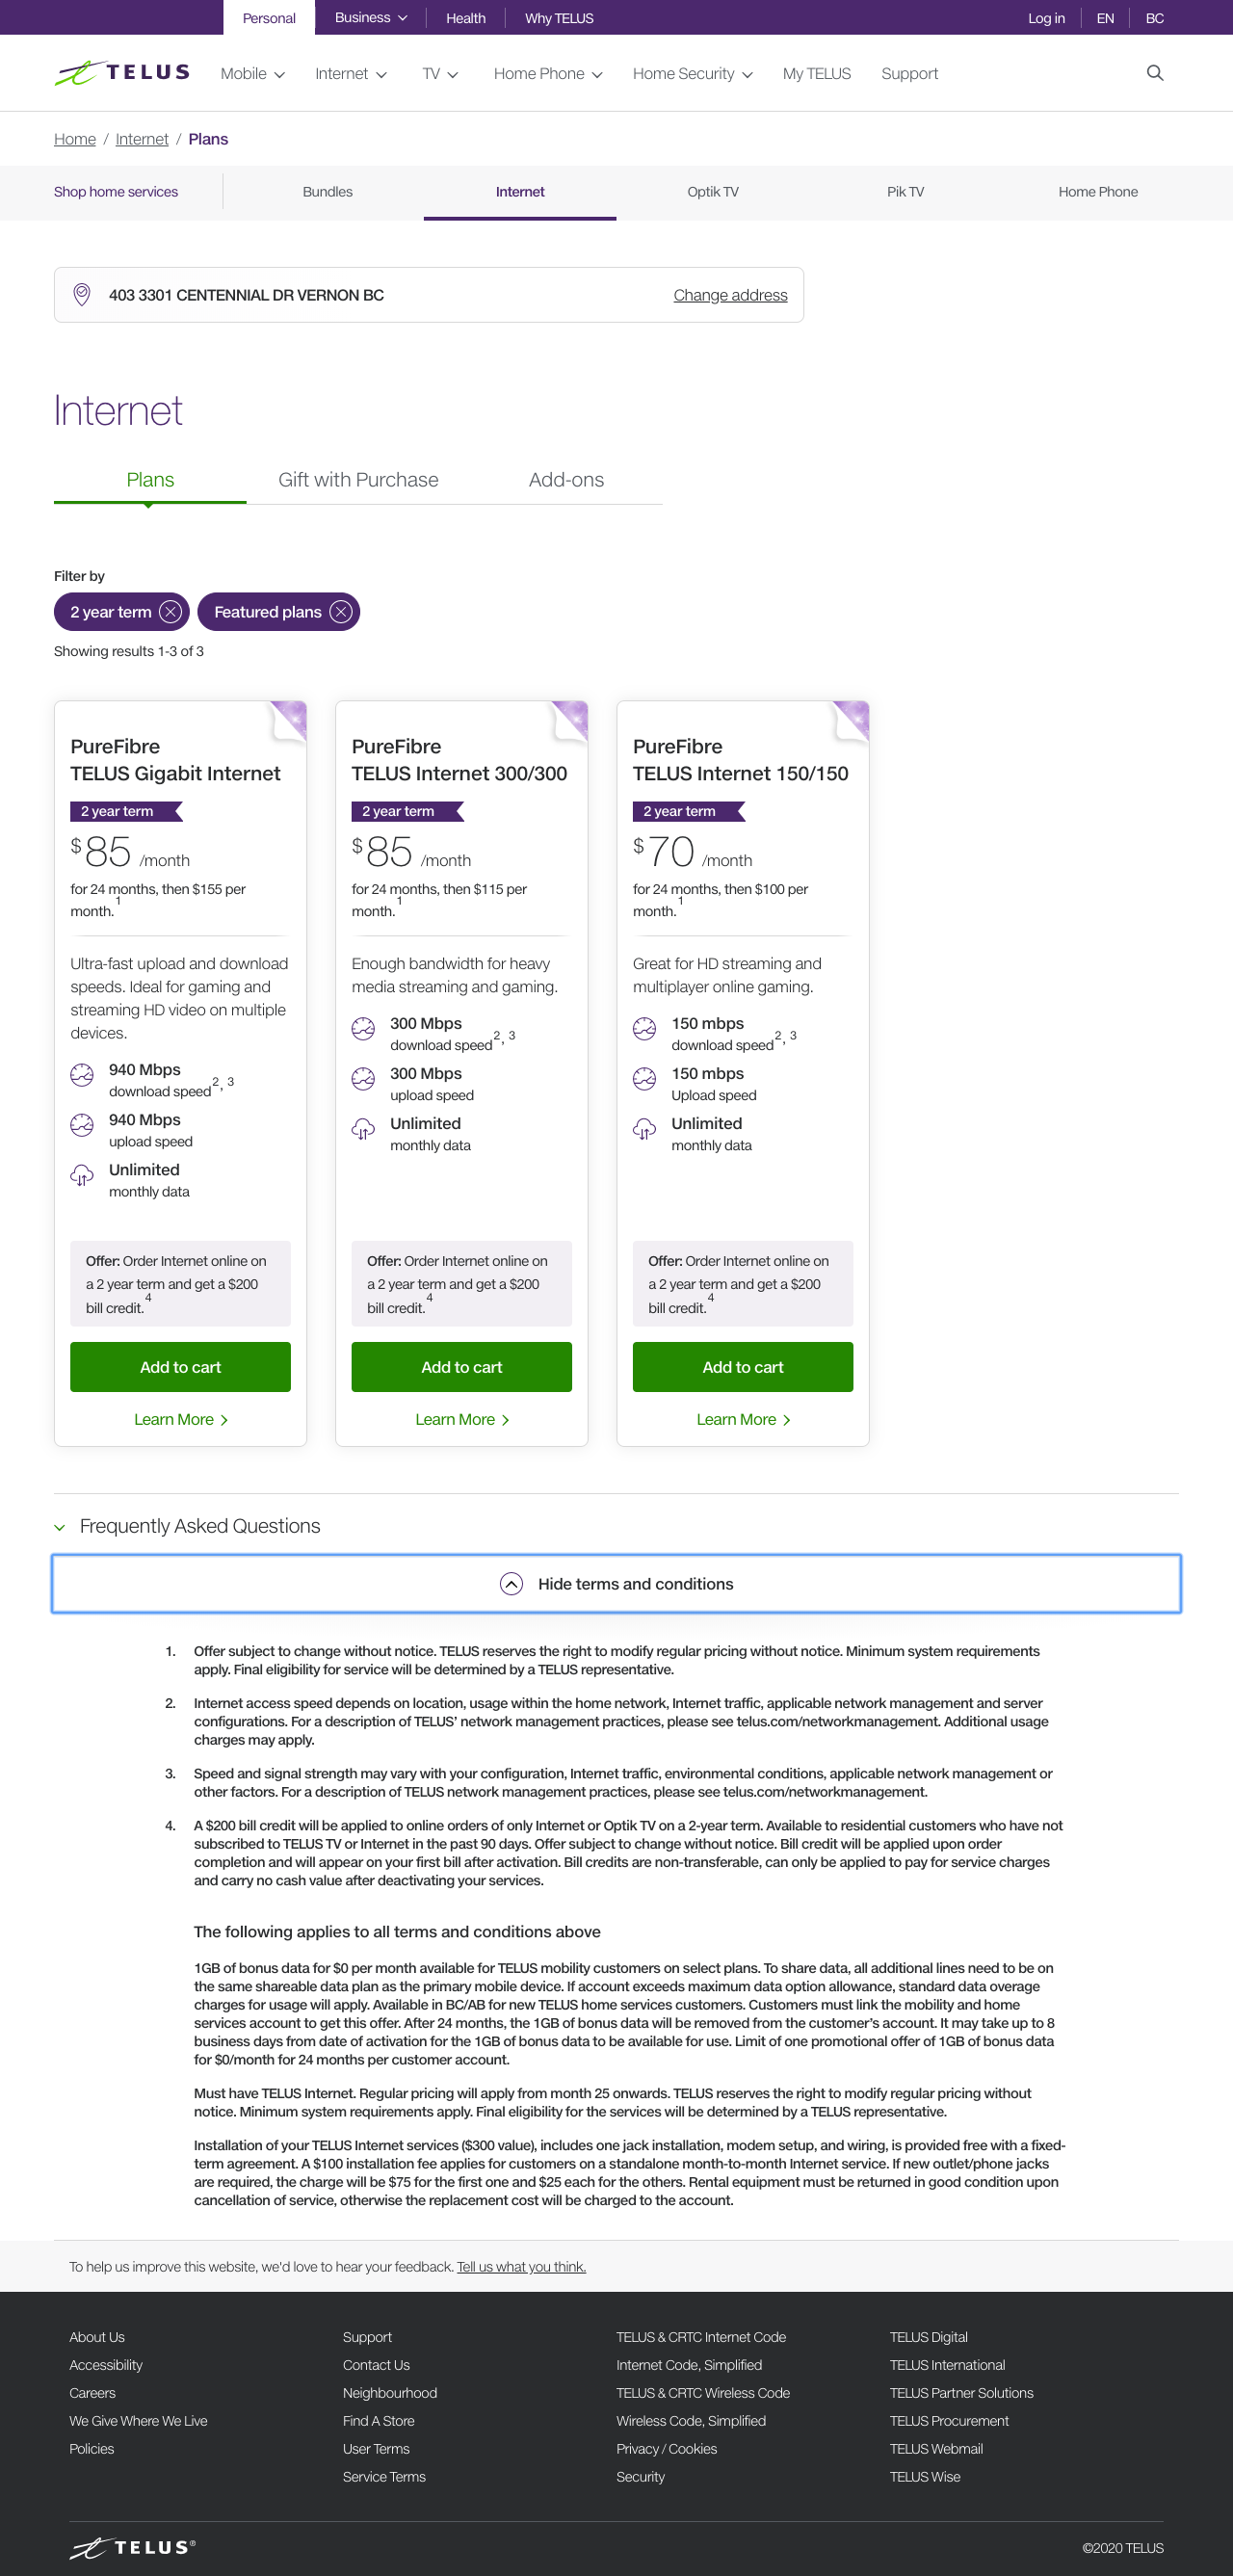 Personal Business Health Why TELUS Log in EN BC
TELUS Mobile Internet TV Home Phone Home Security My TELUS Support
Home / Internet / Plans
Shop home services Bundles Internet Optik TV Pik TV Home Phone
403 3301 CENTENNIAL DR VERNON BC Change address
Internet
Plans Gift with Purchase Add-ons
Filter by
2 year term Featured plans
Showing results 1-3 of 3
PureFibre
TELUS Gigabit Internet
2 year term
$85 /month
for 24 months, then $155 per
month.1
Ultra-fast upload and download
speeds. Ideal for gaming and
streaming HD video on multiple
devices.
940 Mbps
download speed2, 3
940 Mbps
upload speed
Unlimited
monthly data
Offer: Order Internet online on
a 2 year term and get a $200
bill credit.4
Add to cart
Learn More
PureFibre
TELUS Internet 300/300
2 year term
$85 /month
for 24 months, then $115 per
month.1
Enough bandwidth for heavy
media streaming and gaming.
300 Mbps
download speed2, 3
300 Mbps
upload speed
Unlimited
monthly data
Offer: Order Internet online on
a 2 year term and get a $200
bill credit.4
Add to cart
Learn More
PureFibre
TELUS Internet 150/150
2 year term
$70 /month
for 24 months, then $100 per
month.1
Great for HD streaming and
multiplayer online gaming.
150 mbps
download speed2, 3
150 mbps
Upload speed
Unlimited
monthly data
Offer: Order Internet online on
a 2 year term and get a $200
bill credit.4
Add to cart
Learn More
Frequently Asked Questions
Hide terms and conditions
1. Offer subject to change without notice. TELUS reserves the right to modify regular pricing without notice. Minimum system requirements
apply. Final eligibility for service will be determined by a TELUS representative.
2. Internet access speed depends on location, usage within the home network, Internet traffic, applicable network management and server
configurations. For a description of TELUS’ network management practices, please see telus.com/networkmanagement. Additional usage
charges may apply.
3. Speed and signal strength may vary with your configuration, Internet traffic, environmental conditions, applicable network management or
other factors. For a description of TELUS network management practices, please see telus.com/networkmanagement.
4. A $200 bill credit will be applied to online orders of only Internet or Optik TV on a 2-year term. Available to residential customers who have not
subscribed to TELUS TV or Internet in the past 90 days. Offer subject to change without notice. Bill credit will be applied upon order
completion and will appear on your first bill after activation. Bill credits are non-transferable, can only be applied to pay for service charges
and carry no cash value after deactivating your services.
The following applies to all terms and conditions above
1GB of bonus data for $0 per month available for TELUS mobility customers on select plans. To share data, all additional lines need to be on
the same shareable data plan as the primary mobile device. If account exceeds maximum data option allowance, standard data overage
charges for usage will apply. Available in BC/AB for new TELUS home services customers. Customers must link the mobility and home
services account to get this offer. After 24 months, the 1GB of bonus data will be removed from the customer’s account. It may take up to 8
business days from date of activation for the 1GB of bonus data to be available for use. Limit of one promotional offer of 1GB of bonus data
for $0/month for 24 months per customer account.
Must have TELUS Internet. Regular pricing will apply from month 25 onwards. TELUS reserves the right to modify regular pricing without
notice. Minimum system requirements apply. Final eligibility for the services will be determined by a TELUS representative.
Installation of your TELUS Internet services ($300 value), includes one jack installation, modem setup, and wiring, is provided free with a fixed-
term agreement. A $100 installation fee applies for customers on a standalone month-to-month Internet service. If new outlet/phone jacks
are required, the charge will be $75 for the first one and $25 each for the others. Rental equipment must be returned in good condition upon
cancellation of service, otherwise the replacement cost will be charged to the account.
To help us improve this website, we'd love to hear your feedback. Tell us what you think.
About Us
Accessibility
Careers
We Give Where We Live
Policies
Support
Contact Us
Neighbourhood
Find A Store
User Terms
Service Terms
TELUS & CRTC Internet Code
Internet Code, Simplified
TELUS & CRTC Wireless Code
Wireless Code, Simplified
Privacy / Cookies
Security
TELUS Digital
TELUS International
TELUS Partner Solutions
TELUS Procurement
TELUS Webmail
TELUS Wise
TELUS® ©2020 TELUS